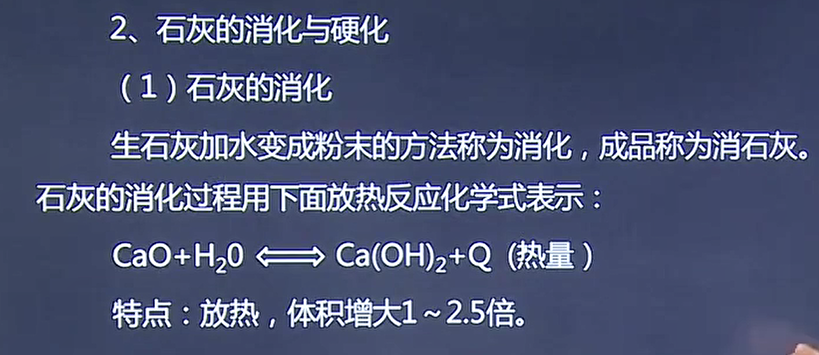 2、石灰的消化与硬化
（1）石灰的消化
生石灰加水变成粉末的方法称为消化，成品称为消石灰。
石灰的消化过程用下面放热反应化学式表示：
CaO+H₂0 ⟺ Ca(OH)₂+Q（热量）
特点：放热，体积增大1～2.5倍。